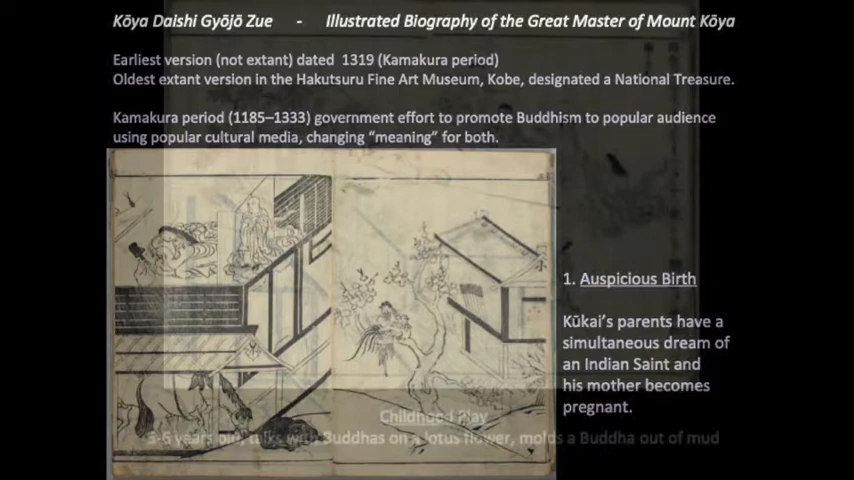 Kōya Daishi Gyōjō Zue - Illustrated Biography of the Great Master of Mount Kōya
Earliest version (not extant) dated 1319 (Kamakura period)
Oldest extant version in the Hakutsuru Fine Art Museum, Kobe, designated a National Treasure.
Kamakura period (1185–1333) government effort to promote Buddhism to popular audience
using popular cultural media, changing “meaning” for both.
1. Auspicious Birth
Kūkai’s parents have a
simultaneous dream of
an Indian Saint and
his mother becomes
pregnant.
Childhood Play
5-6 years old, talks with Buddhas on a lotus flower, molds a Buddha out of mud